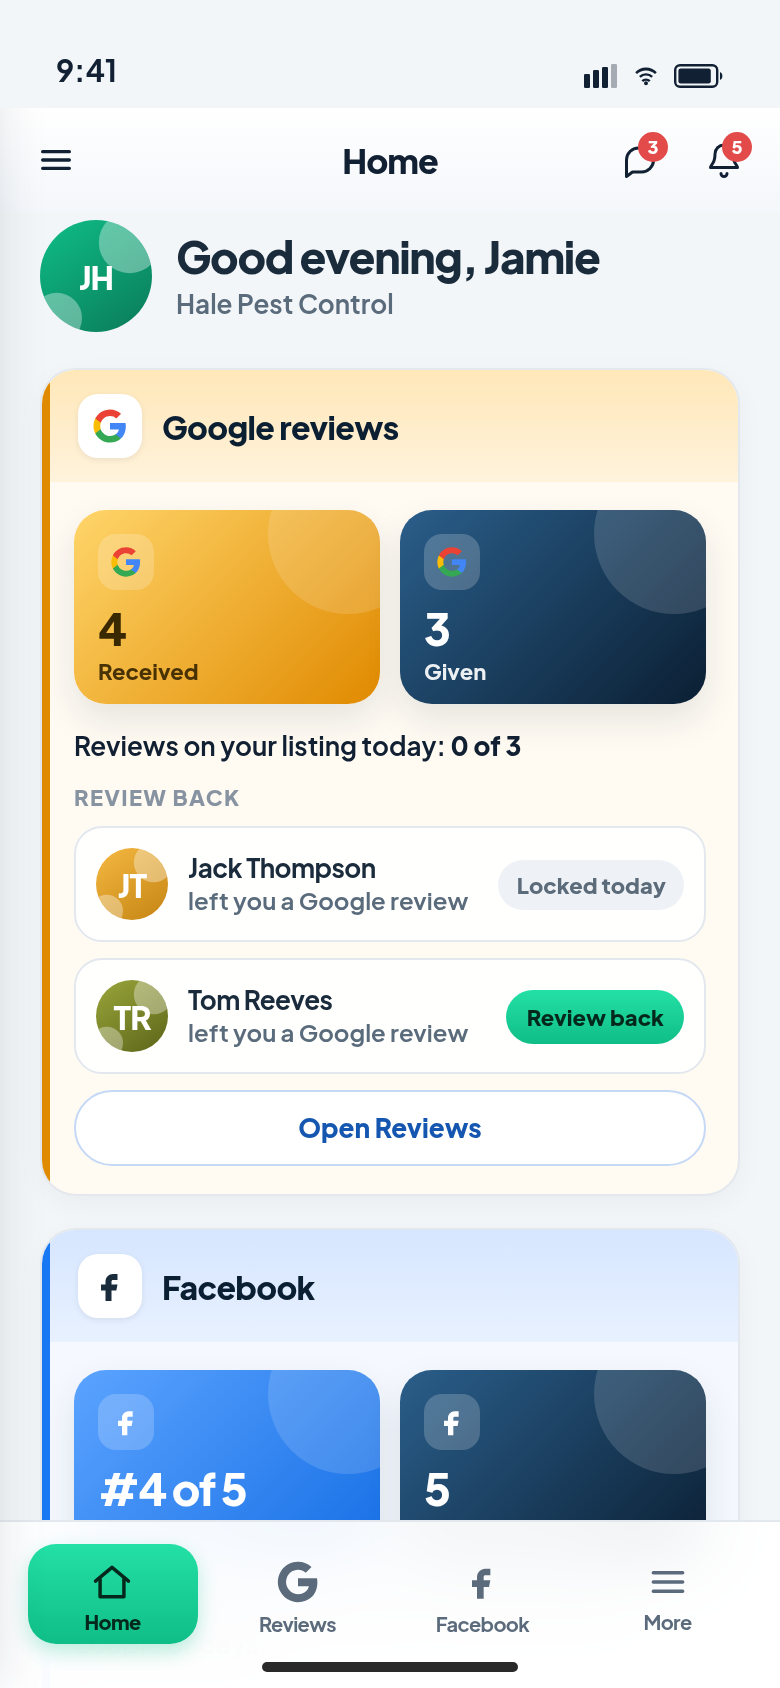 9:41
Home
3
5
JH
Good evening, Jamie
Hale Pest Control
Google reviews
4
Received
3
Given
Reviews on your listing today: 0 of 3
REVIEW BACK
JT
Jack Thompson
left you a Google review
Locked today
TR
Tom Reeves
left you a Google review
Review back
Open Reviews
Facebook
#4 of 5
5
Home
Reviews
Facebook
More